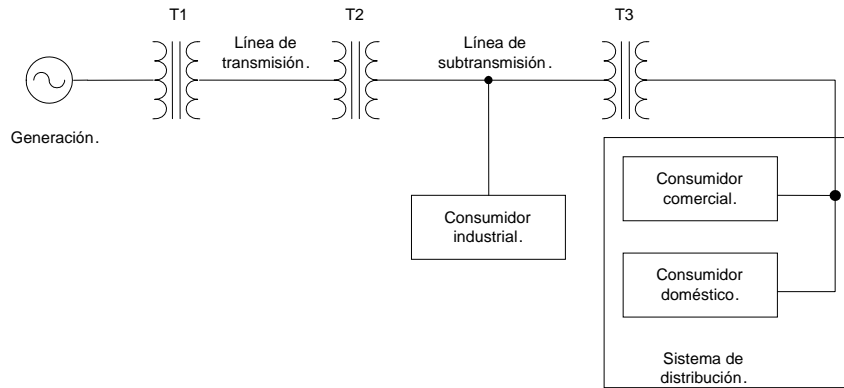 T1
T2
T3
Línea de
transmisión.
Línea de
subtransmisión.
Generación.
Consumidor
industrial.
Consumidor
comercial.
Consumidor
doméstico.
Sistema de
distribución.